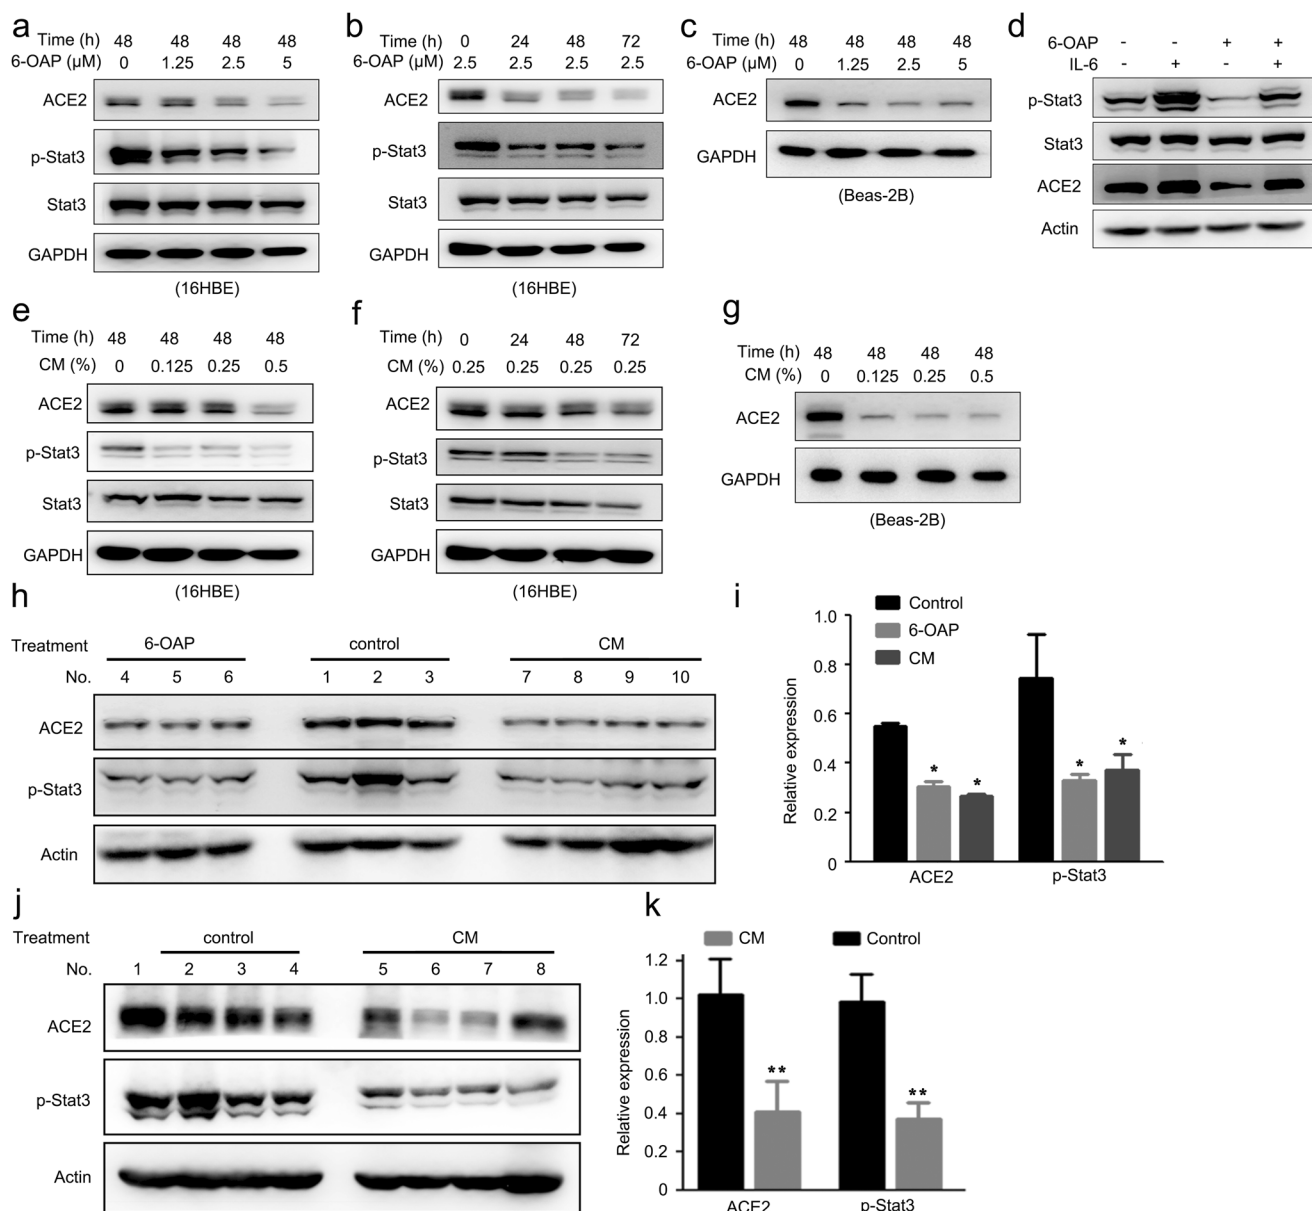 a
Time (h) 48 48 48 48
6-OAP (μM) 0 1.25 2.5 5
ACE2
p-Stat3
Stat3
GAPDH
(16HBE)
b
Time (h) 0 24 48 72
6-OAP (μM) 2.5 2.5 2.5 2.5
ACE2
p-Stat3
Stat3
GAPDH
(16HBE)
c
Time (h) 48 48 48 48
6-OAP (μM) 0 1.25 2.5 5
ACE2
GAPDH
(Beas-2B)
d
6-OAP - - + +
IL-6 - + - +
p-Stat3
Stat3
ACE2
Actin
e
Time (h) 48 48 48 48
CM (%) 0 0.125 0.25 0.5
ACE2
p-Stat3
Stat3
GAPDH
(16HBE)
f
Time (h) 0 24 48 72
CM (%) 0.25 0.25 0.25 0.25
ACE2
p-Stat3
Stat3
GAPDH
(16HBE)
g
Time (h) 48 48 48 48
CM (%) 0 0.125 0.25 0.5
ACE2
GAPDH
(Beas-2B)
h
Treatment 6-OAP control CM
No. 4 5 6 1 2 3 7 8 9 10
ACE2
p-Stat3
Actin
i
Control
6-OAP
CM
Relative expression
1.0
0.8
0.6
0.4
0.2
0
* * * *
ACE2 p-Stat3
j
Treatment control CM
No. 1 2 3 4 5 6 7 8
ACE2
p-Stat3
Actin
k
CM Control
Relative expression
1.2
1.0
0.8
0.6
0.4
0.2
0
** **
ACE2 p-Stat3